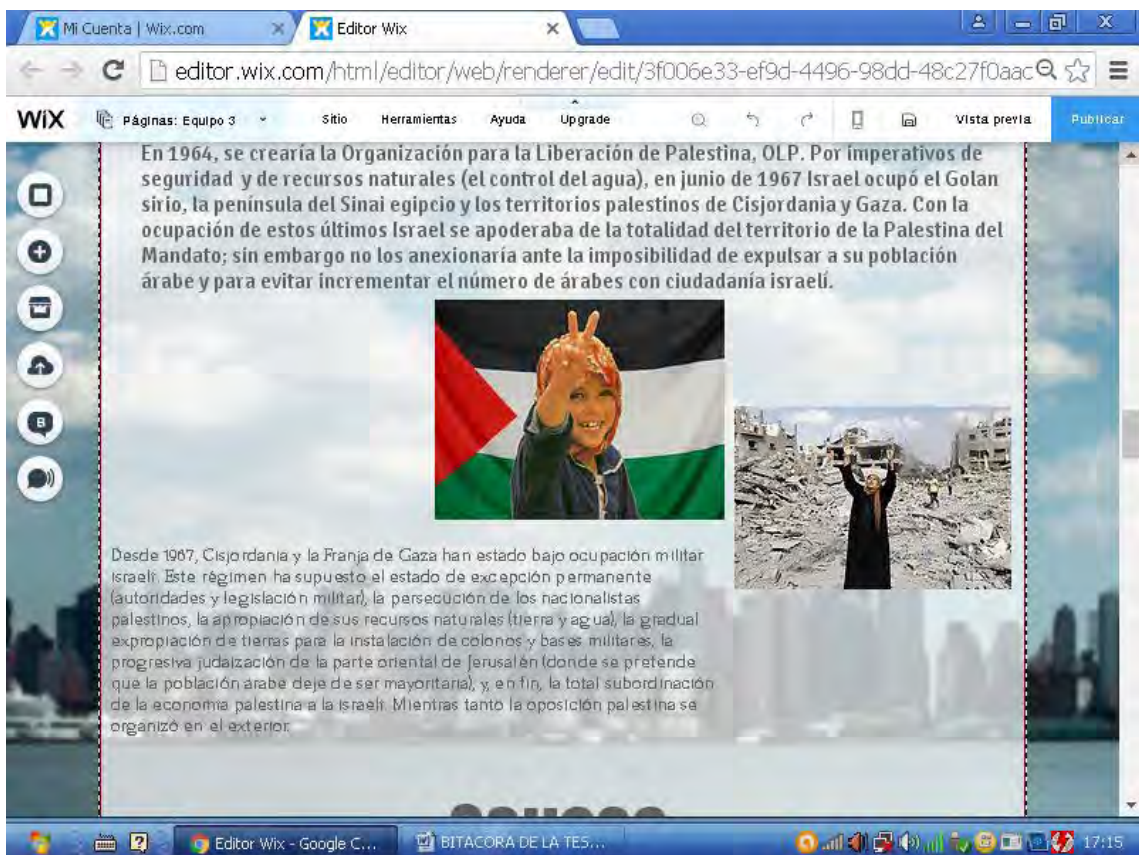 Mi Cuenta | Wix.com
Editor Wix
editor.wix.com/html/editor/web/renderer/edit/3f006e33-ef9d-4496-98dd-48c27f0aac
WiX
Páginas: Equipo 3
Sitio
Herramientas
Ayuda
Upgrade
Vista previa
Publicar
En 1964, se crearía la Organización para la Liberación de Palestina, OLP. Por imperativos de
seguridad y de recursos naturales (el control del agua), en junio de 1967 Israel ocupó el Golan
sirio, la península del Sinai egipcio y los territorios palestinos de Cisjordania y Gaza. Con la
ocupación de estos últimos Israel se apoderaba de la totalidad del territorio de la Palestina del
Mandato; sin embargo no los anexionaría ante la imposibilidad de expulsar a su población
árabe y para evitar incrementar el número de árabes con ciudadanía israelí.
Desde 1967, Cisjordania y la Franja de Gaza han estado bajo ocupación militar
israelí. Este régimen ha supuesto el estado de excepción permanente
(autoridades y legislación militar), la persecución de los nacionalistas
palestinos, la apropiación de sus recursos naturales (tierra y agua), la gradual
expropiación de tierras para la instalación de colonos y bases militares, la
progresiva judaización de la parte oriental de Jerusalén (donde se pretende
que la población árabe deje de ser mayoritaria), y, en fin, la total subordinación
de la economía palestina a la israelí. Mientras tanto la oposición palestina se
organizó en el exterior.
Editor Wix - Google C...
BITACORA DE LA TES...
17:15